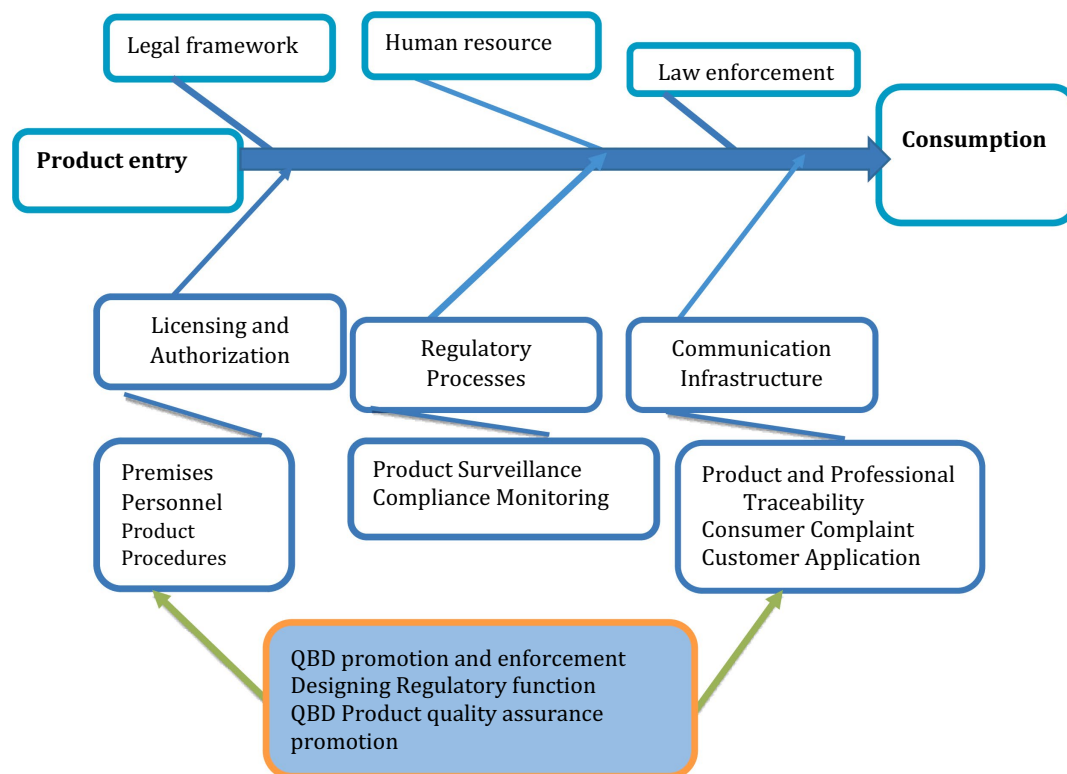 Legal framework
Human resource
Law enforcement
Product entry
Consumption
Licensing and
Authorization
Regulatory
Processes
Communication
Infrastructure
Premises
Personnel
Product
Procedures
Product Surveillance
Compliance Monitoring
Product and Professional
Traceability
Consumer Complaint
Customer Application
QBD promotion and enforcement
Designing Regulatory function
QBD Product quality assurance
promotion